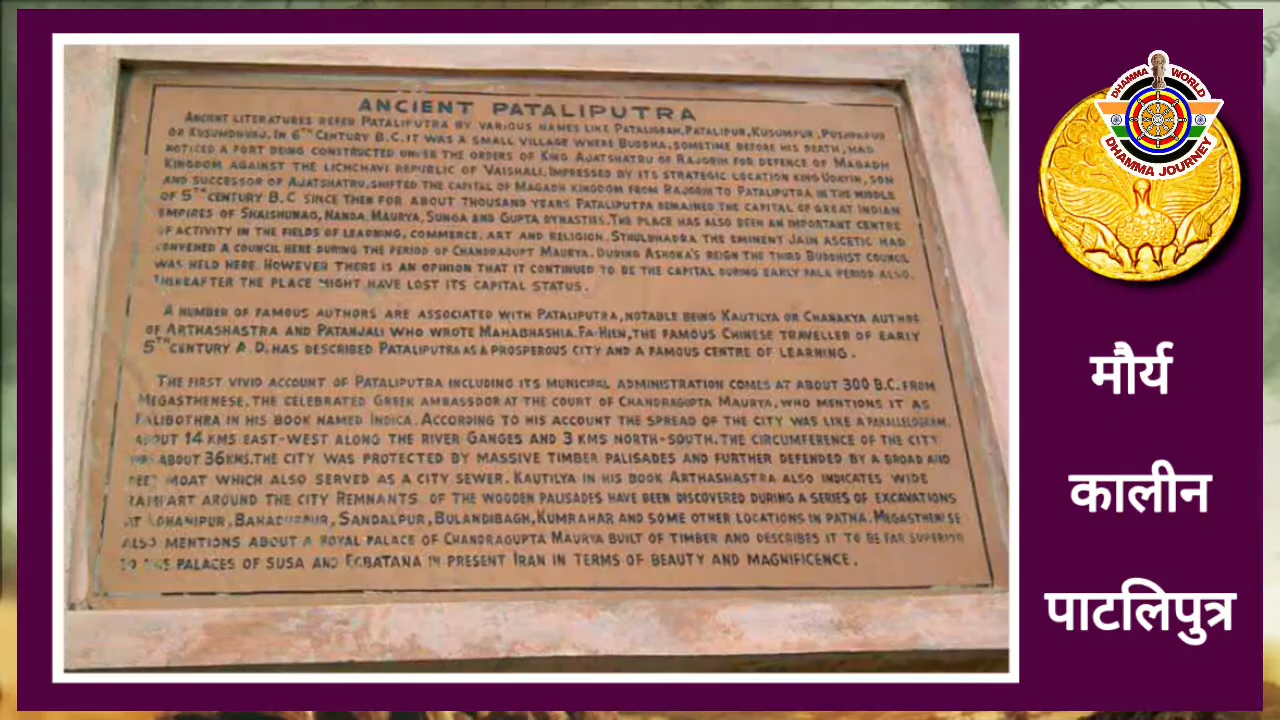 ANCIENT PATALIPUTRA
ANCIENT LITERATURES REFER PATALIPUTRA BY VARIOUS NAMES LIKE PATALIGRAM, PATALIPUR, KUSUMPUR, PUSHPAPUR
OR KUSUMDHVAJ. IN 6TH CENTURY B.C. IT WAS A SMALL VILLAGE WHERE BUDDHA, SOMETIME BEFORE HIS DEATH, HAD
NOTICED A FORT BEING CONSTRUCTED UNDER THE ORDERS OF KING AJATSHATRU OF RAJGRIH FOR DEFENCE OF MAGADH
KINGDOM AGAINST THE LICHCHAVI REPUBLIC OF VAISHALI. IMPRESSED BY ITS STRATEGIC LOCATION KING UDAYIN, SON
AND SUCCESSOR OF AJATSHATRU, SHIFTED THE CAPITAL OF MAGADH KINGDOM FROM RAJGRIH TO PATALIPUTRA IN THE MIDDLE
OF 5TH CENTURY B.C SINCE THEN FOR ABOUT THOUSAND YEARS PATALIPUTRA REMAINED THE CAPITAL OF GREAT INDIAN
EMPIRES OF SHAISHUNAG, NANDA, MAURYA, SUNGA AND GUPTA DYNASTIES. THE PLACE HAS ALSO BEEN AN IMPORTANT CENTRE
OF ACTIVITY IN THE FIELDS OF LEARNING, COMMERCE, ART AND RELIGION. STHULBHADRA THE EMINENT JAIN ASCETIC HAD
CONVENED A COUNCIL HERE DURING THE PERIOD OF CHANDRAGUPT MAURYA. DURING ASHOKA'S REIGN THE THIRD BUDDHIST COUNCIL
WAS HELD HERE. HOWEVER THERE IS AN OPINION THAT IT CONTINUED TO BE THE CAPITAL DURING EARLY PALA PERIOD ALSO.
THEREAFTER THE PLACE MIGHT HAVE LOST ITS CAPITAL STATUS.
A NUMBER OF FAMOUS AUTHORS ARE ASSOCIATED WITH PATALIPUTRA, NOTABLE BEING KAUTILYA OR CHANAKYA AUTHOR
OF ARTHASHASTRA AND PATANJALI WHO WROTE MAHABHASHIA. FA-HIEN, THE FAMOUS CHINESE TRAVELLER OF EARLY
5TH CENTURY A.D. HAS DESCRIBED PATALIPUTRA AS A PROSPEROUS CITY AND A FAMOUS CENTRE OF LEARNING.
THE FIRST VIVID ACCOUNT OF PATALIPUTRA INCLUDING ITS MUNICIPAL ADMINISTRATION COMES AT ABOUT 300 B.C. FROM
MEGASTHENESE, THE CELEBRATED GREEK AMBASSDOR AT THE COURT OF CHANDRAGUPTA MAURYA, WHO MENTIONS IT AS
PALIBOTHRA IN HIS BOOK NAMED INDICA. ACCORDING TO HIS ACCOUNT THE SPREAD OF THE CITY WAS LIKE A PARALLELOGRAM,
ABOUT 14 KMS EAST-WEST ALONG THE RIVER GANGES AND 3 KMS NORTH-SOUTH. THE CIRCUMFERENCE OF THE CITY
WAS ABOUT 36 KMS. THE CITY WAS PROTECTED BY MASSIVE TIMBER PALISADES AND FURTHER DEFENDED BY A BROAD AND
DEEP MOAT WHICH ALSO SERVED AS A CITY SEWER. KAUTILYA IN HIS BOOK ARTHASHASTRA ALSO INDICATES WIDE
RAMPART AROUND THE CITY REMNANTS OF THE WOODEN PALISADES HAVE BEEN DISCOVERED DURING A SERIES OF EXCAVATIONS
AT LOHANIPUR, BAHADURPUR, SANDALPUR, BULANDIBAGH, KUMRAHAR AND SOME OTHER LOCATIONS IN PATNA. MEGASTHENESE
ALSO MENTIONS ABOUT A ROYAL PALACE OF CHANDRAGUPTA MAURYA BUILT OF TIMBER AND DESCRIBES IT TO BE FAR SUPERIOR
TO THE PALACES OF SUSA AND ECBATANA IN PRESENT IRAN IN TERMS OF BEAUTY AND MAGNIFICENCE.
DHAMMA WORLD
DHAMMA JOURNEY
मौर्य
कालीन
पाटलिपुत्र